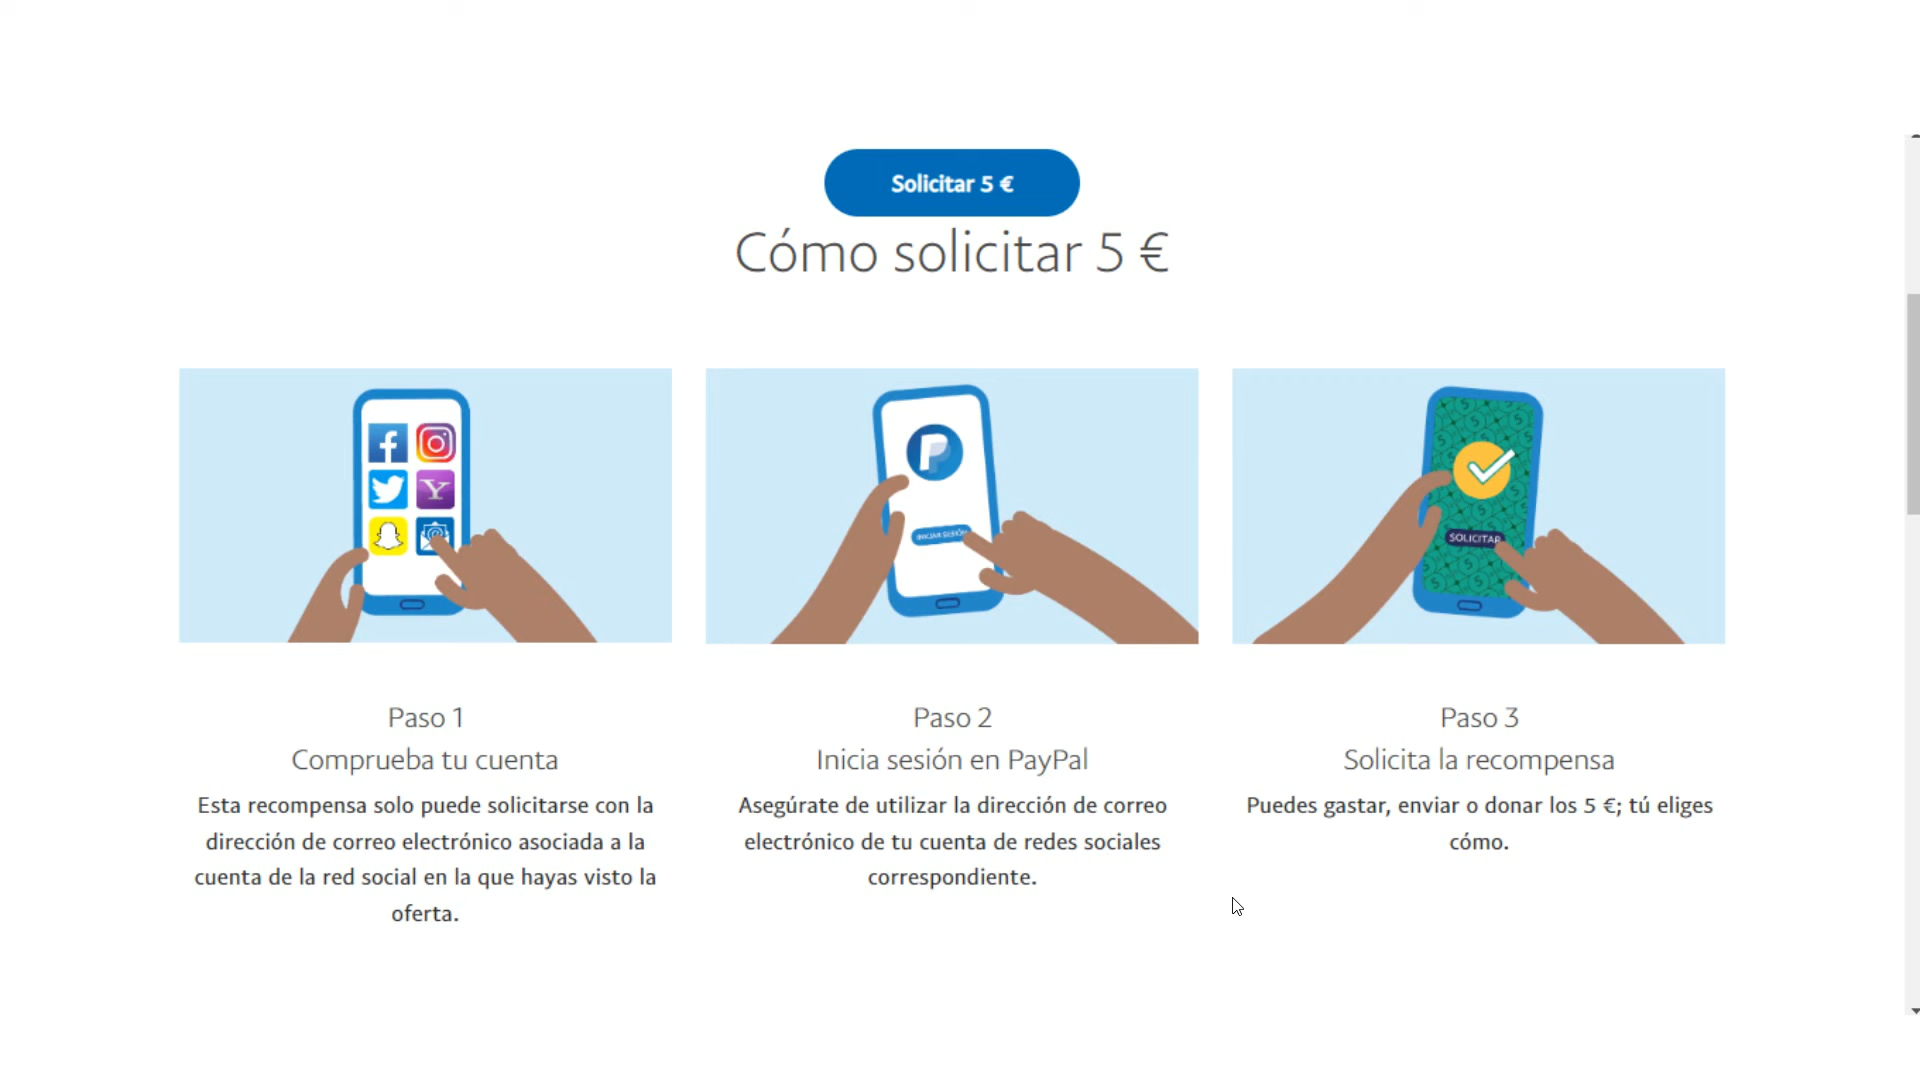 Solicitar 5 €
Cómo solicitar 5 €
INICIAR SESIÓN
SOLICITAR
Paso 1
Comprueba tu cuenta
Esta recompensa solo puede solicitarse con la
dirección de correo electrónico asociada a la
cuenta de la red social en la que hayas visto la
oferta.
Paso 2
Inicia sesión en PayPal
Asegúrate de utilizar la dirección de correo
electrónico de tu cuenta de redes sociales
correspondiente.
Paso 3
Solicita la recompensa
Puedes gastar, enviar o donar los 5 €; tú eliges
cómo.